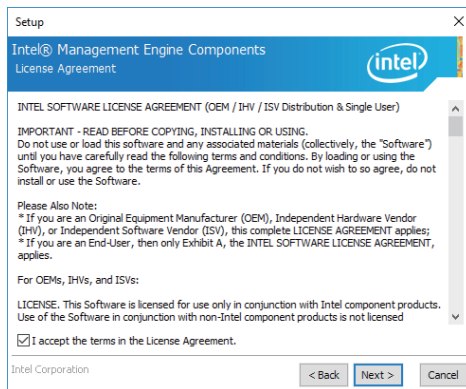 Setup
Intel® Management Engine Components
License Agreement
intel
INTEL SOFTWARE LICENSE AGREEMENT (OEM / IHV / ISV Distribution & Single User)
IMPORTANT - READ BEFORE COPYING, INSTALLING OR USING.
Do not use or load this software and any associated materials (collectively, the "Software")
until you have carefully read the following terms and conditions. By loading or using the
Software, you agree to the terms of this Agreement. If you do not wish to so agree, do not
install or use the Software.
Please Also Note:
* If you are an Original Equipment Manufacturer (OEM), Independent Hardware Vendor
(IHV), or Independent Software Vendor (ISV), this complete LICENSE AGREEMENT applies;
* If you are an End-User, then only Exhibit A, the INTEL SOFTWARE LICENSE AGREEMENT,
applies.
For OEMs, IHVs, and ISVs:
LICENSE. This Software is licensed for use only in conjunction with Intel component products.
Use of the Software in conjunction with non-Intel component products is not licensed
I accept the terms in the License Agreement.
Intel Corporation
< Back Next > Cancel